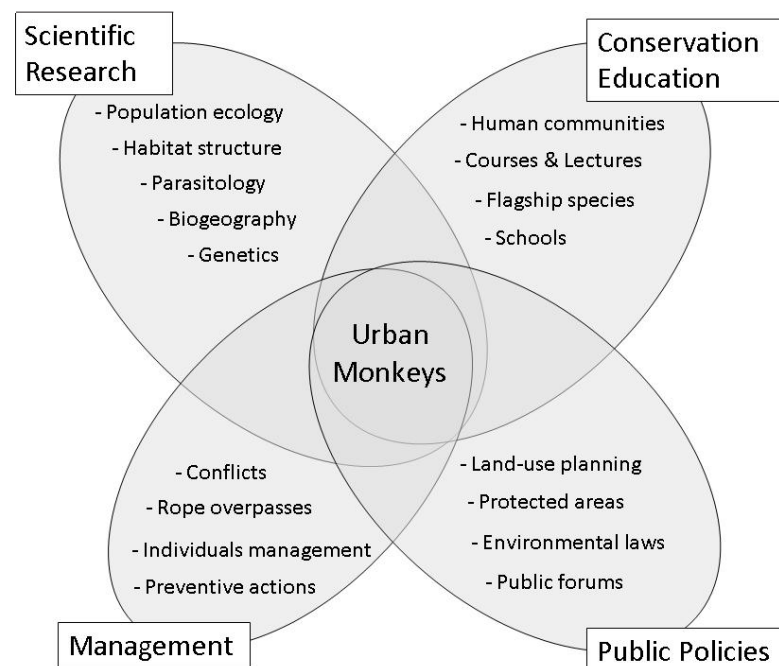 Scientific
Research
- Population ecology
- Habitat structure
- Parasitology
- Biogeography
- Genetics
Conservation
Education
- Human communities
- Courses & Lectures
- Flagship species
- Schools
Urban
Monkeys
- Conflicts
- Rope overpasses
- Individuals management
- Preventive actions
Management
- Land-use planning
- Protected areas
- Environmental laws
- Public forums
Public Policies